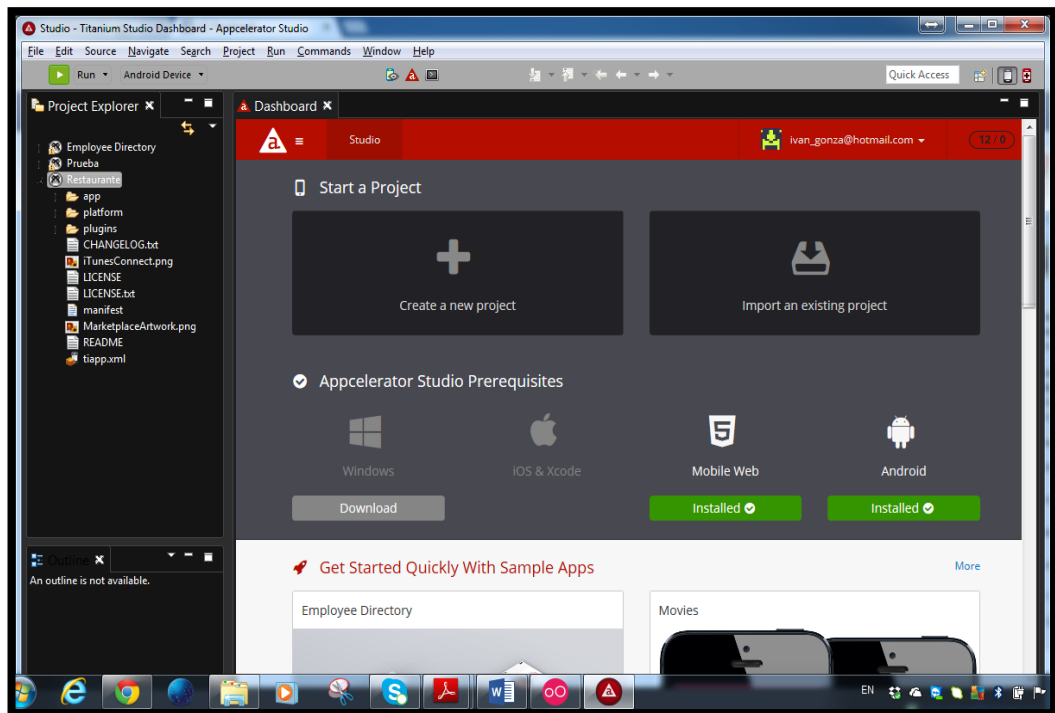 Studio - Titanium Studio Dashboard - Appcelerator Studio
File Edit Source Navigate Search Project Run Commands Window Help
Run Android Device Quick Access
Project Explorer
Employee Directory
Prueba
Restaurante
app
platform
plugins
CHANGELOG.txt
iTunesConnect.png
LICENSE
LICENSE.txt
manifest
MarketplaceArtwork.png
README
tiapp.xml
Outline
An outline is not available.
Dashboard
a Studio ivan_gonza@hotmail.com 12 / 0
Start a Project
Create a new project Import an existing project
Appcelerator Studio Prerequisites
Windows iOS & Xcode Mobile Web Android
Download Installed Installed
Get Started Quickly With Sample Apps More
Employee Directory Movies
EN